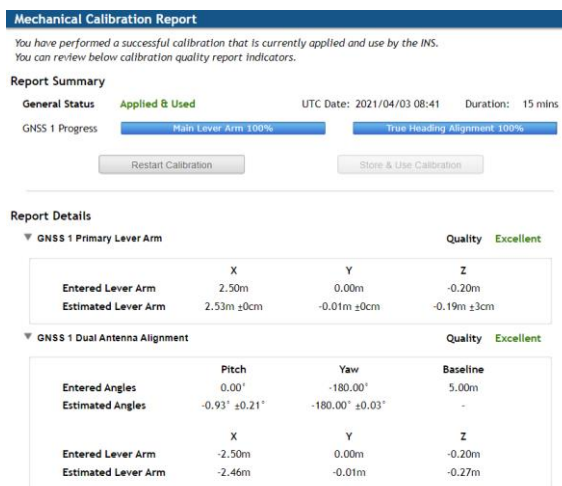 Mechanical Calibration Report
You have performed a successful calibration that is currently applied and use by the INS.
You can review below calibration quality report indicators.
Report Summary
General Status Applied & Used UTC Date: 2021/04/03 08:41 Duration: 15 mins
GNSS 1 Progress Main Lever Arm 100% True Heading Alignment 100%
Restart Calibration Store & Use Calibration
Report Details
GNSS 1 Primary Lever Arm Quality Excellent
X Y Z
Entered Lever Arm 2.50m 0.00m -0.20m
Estimated Lever Arm 2.53m ±0cm -0.01m ±0cm -0.19m ±3cm
GNSS 1 Dual Antenna Alignment Quality Excellent
Pitch Yaw Baseline
Entered Angles 0.00° -180.00° 5.00m
Estimated Angles -0.93° ±0.21° -180.00° ±0.03° -
X Y Z
Entered Lever Arm -2.50m 0.00m -0.20m
Estimated Lever Arm -2.46m -0.01m -0.27m